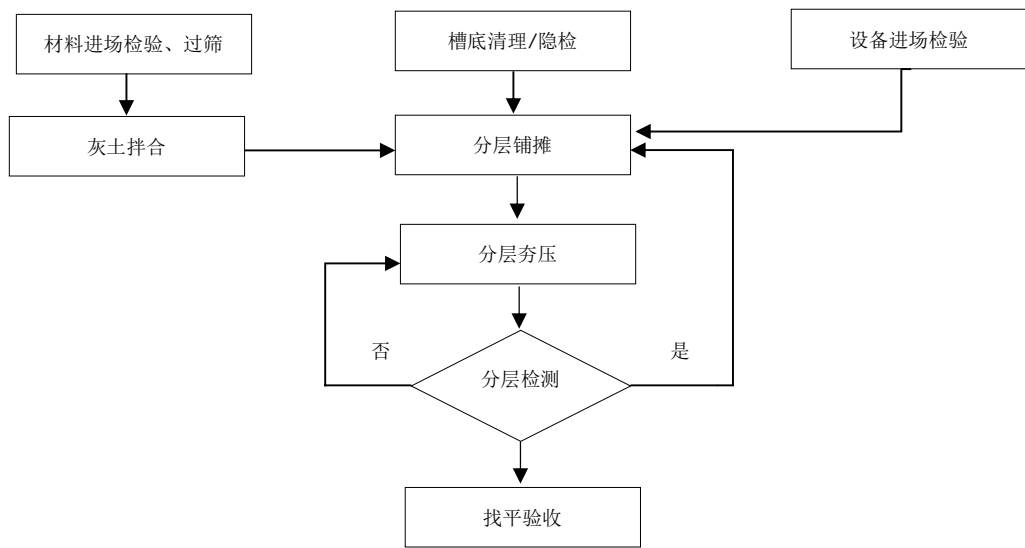 材料进场检验、过筛
槽底清理/隐检
设备进场检验
灰土拌合
分层铺摊
分层夯压
否
是
分层检测
找平验收